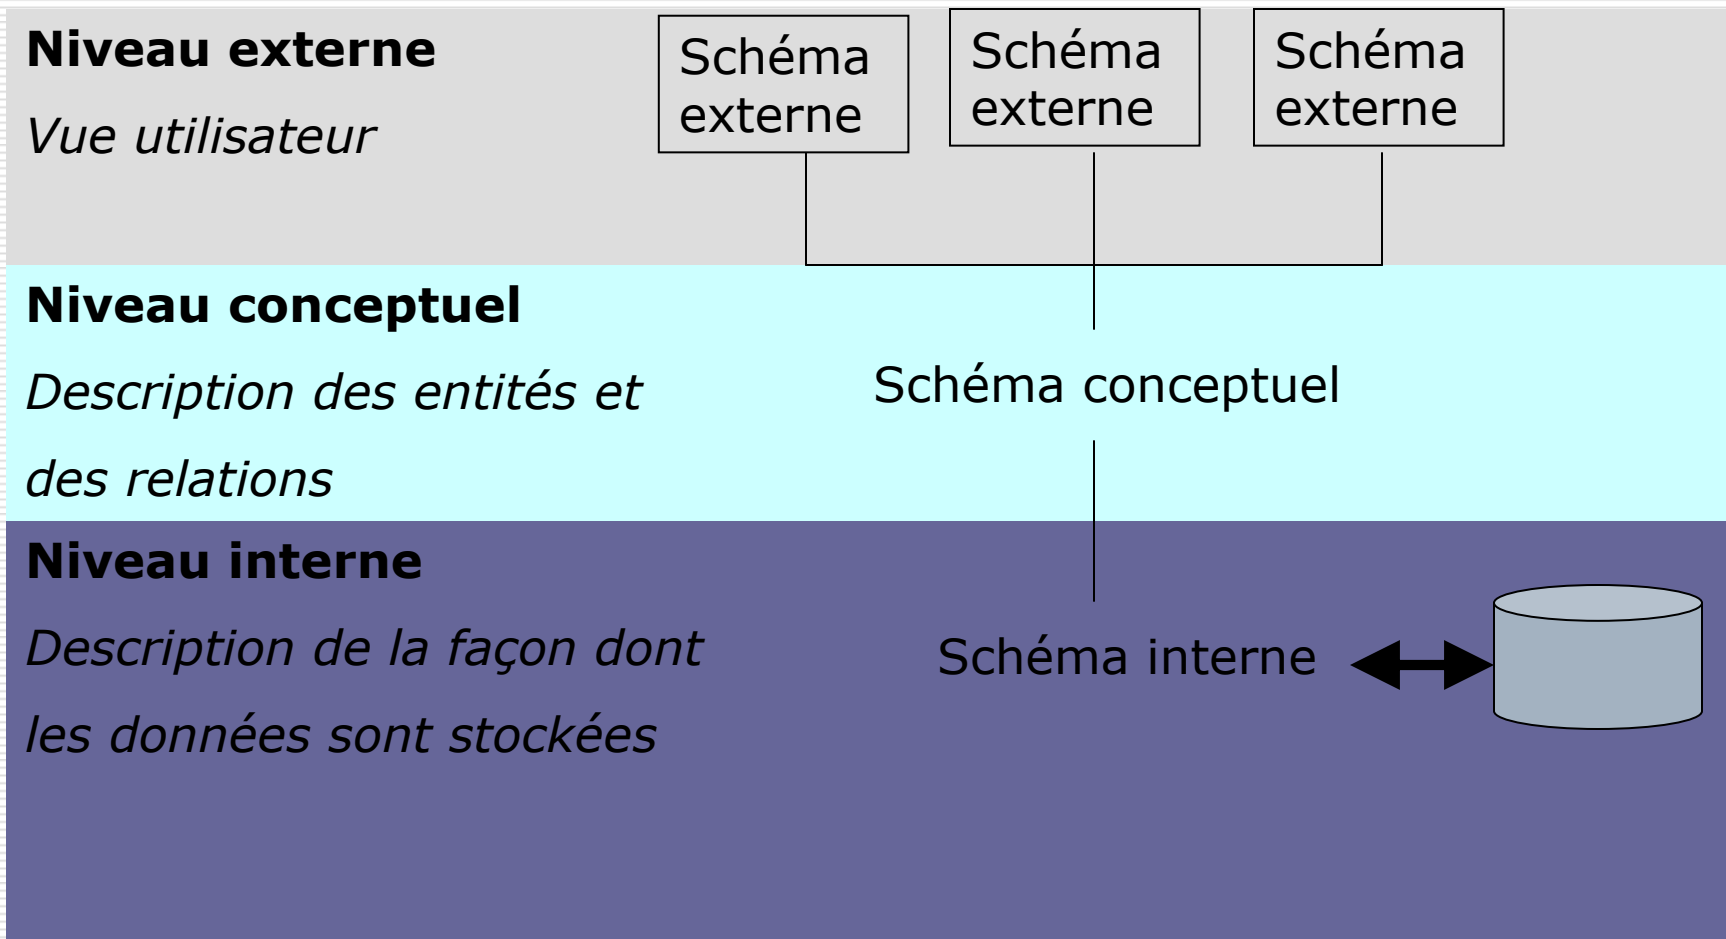 Niveau externe
Vue utilisateur
Schéma
externe
Schéma
externe
Schéma
externe
Niveau conceptuel
Description des entités et
des relations
Schéma conceptuel
Niveau interne
Description de la façon dont
les données sont stockées
Schéma interne